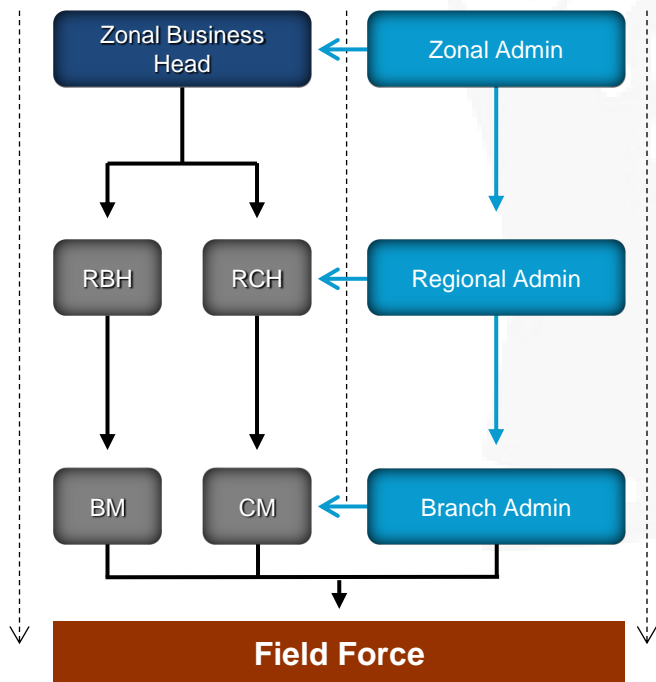 Zonal Business
Head
Zonal Admin
RBH
RCH
Regional Admin
BM
CM
Branch Admin
Field Force